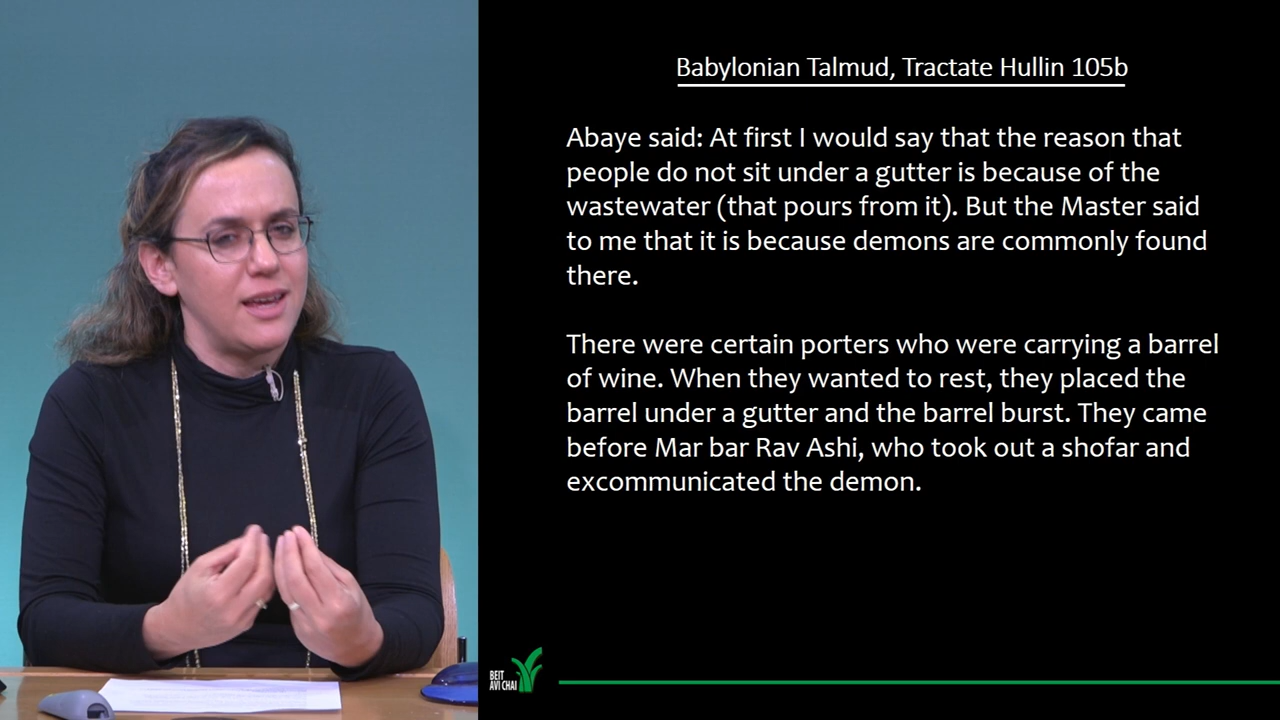 Babylonian Talmud, Tractate Hullin 105b
Abaye said: At first I would say that the reason that
people do not sit under a gutter is because of the
wastewater (that pours from it). But the Master said
to me that it is because demons are commonly found
there.
There were certain porters who were carrying a barrel
of wine. When they wanted to rest, they placed the
barrel under a gutter and the barrel burst. They came
before Mar bar Rav Ashi, who took out a shofar and
excommunicated the demon.
BEIT
AVI CHAI